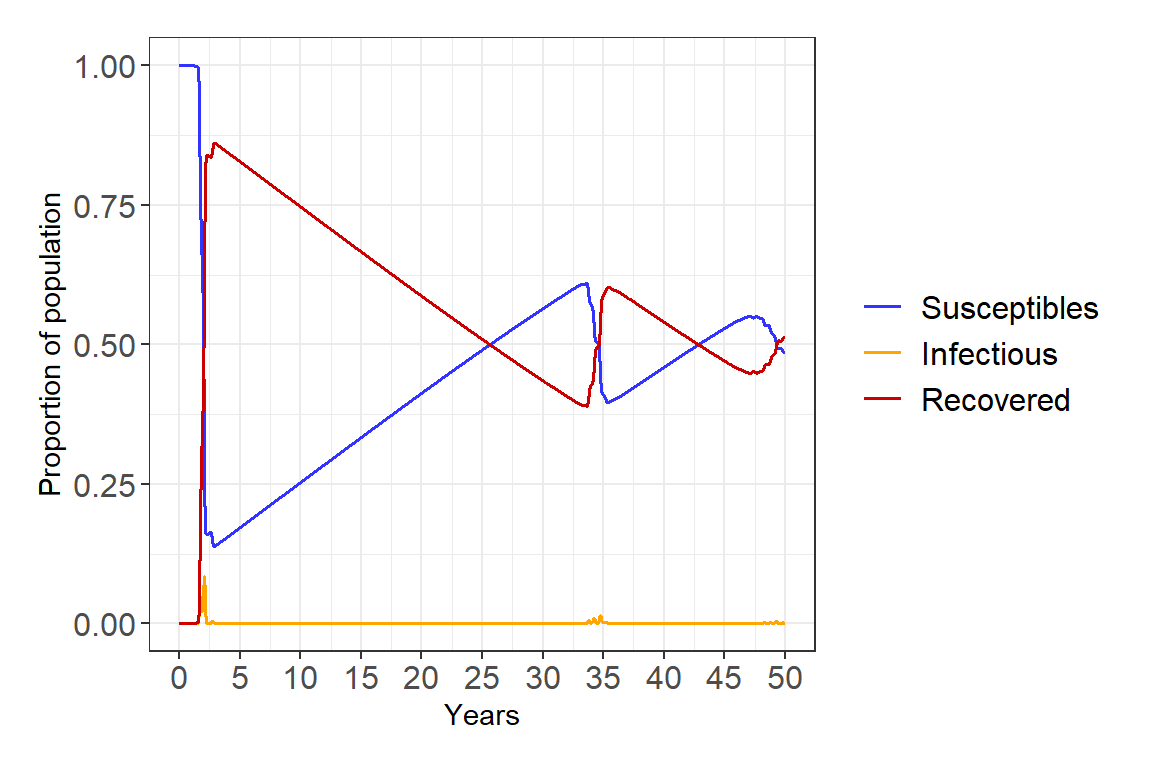 Proportion of population
1.00
0.75
0.50
0.25
0.00
0 5 10 15 20 25 30 35 40 45 50
Years
Susceptibles
Infectious
Recovered